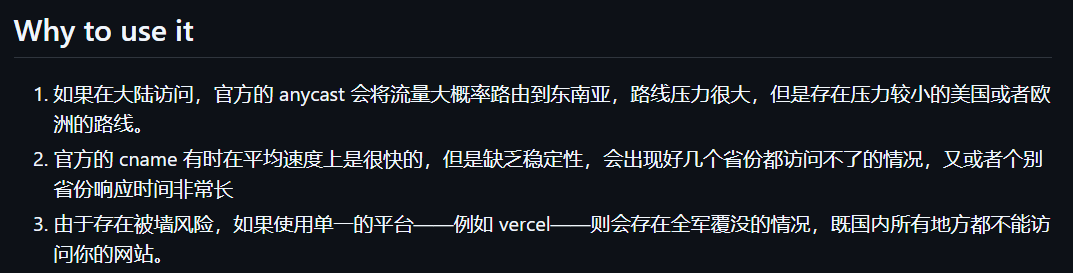 Why to use it
1. 如果在大陆访问，官方的 anycast 会将流量大概率路由到东南亚，路线压力很大，但是存在压力较小的美国或者欧
洲的路线。
2. 官方的 cname 有时在平均速度上是很快的，但是缺乏稳定性，会出现好几个省份都访问不了的情况，又或者个别
省份响应时间非常长
3. 由于存在被墙风险，如果使用单一的平台——例如 vercel——则会存在全军覆没的情况，既国内所有地方都不能访
问你的网站。